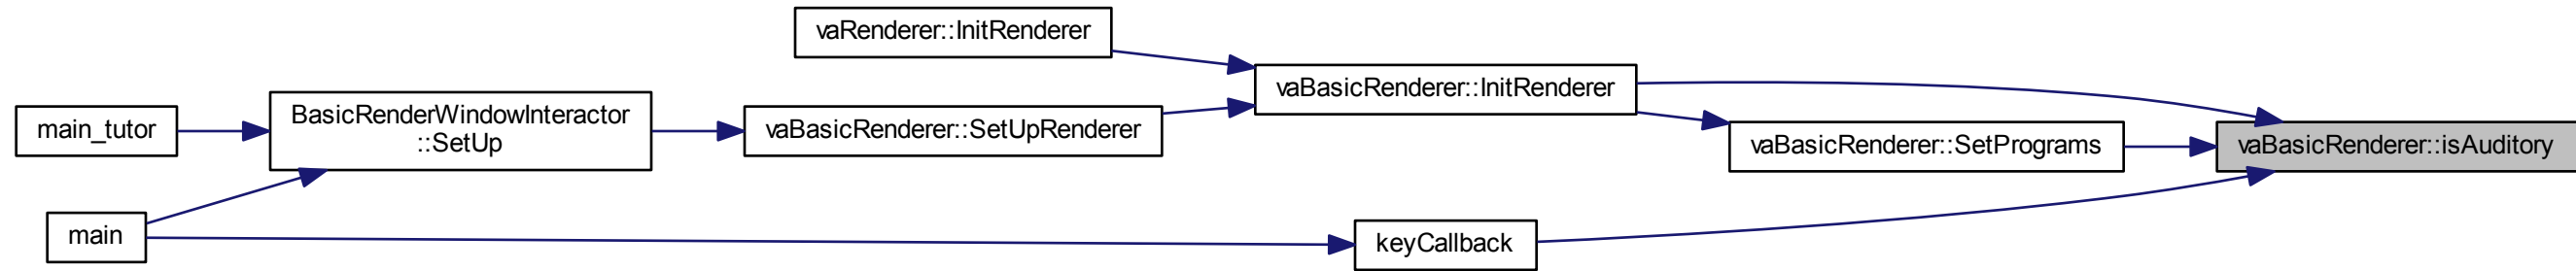 vaRenderer::InitRenderer
vaBasicRenderer::InitRenderer
main_tutor
BasicRenderWindowInteractor
::SetUp
vaBasicRenderer::SetUpRenderer
vaBasicRenderer::SetPrograms
vaBasicRenderer::isAuditory
main
keyCallback